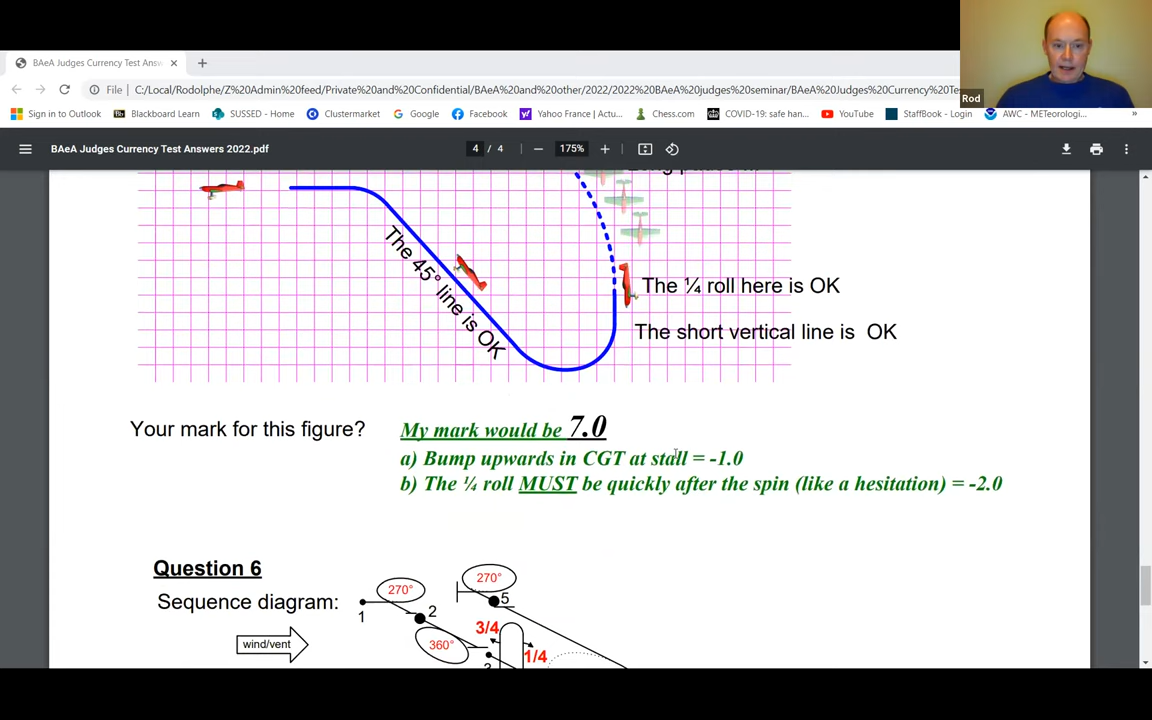 BAeA Judges Currency Test Answ
File
C:/Local/Rodolphe/Z%20Admin%20feed/Private%20and%20Confidential/BAeA%20and%20other/2022/2022%20BAeA%20judges%20seminar/BAeA%20Judges%20Currency%20Te
Rod
Sign in to Outlook
Blackboard Learn
SUSSED - Home
Clustermarket
Google
Facebook
Yahoo France | Actu...
Chess.com
COVID-19: safe han...
YouTube
StaffBook - Login
AWC - METeorologi...
BAeA Judges Currency Test Answers 2022.pdf
4 / 4
175%
The 45° line is OK
The ¼ roll here is OK
The short vertical line is OK
Your mark for this figure?
My mark would be 7.0
a) Bump upwards in CGT at stall = -1.0
b) The ¼ roll MUST be quickly after the spin (like a hesitation) = -2.0
Question 6
Sequence diagram:
270°
270°
1
2
5
wind/vent
360°
3/4
1/4